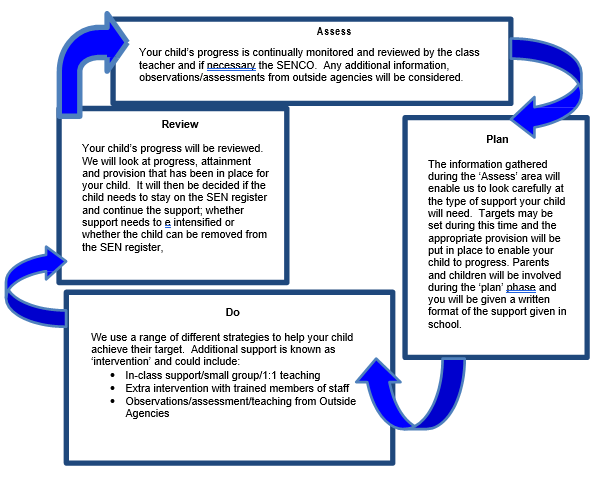 Assess
Your child's progress is continually monitored and reviewed by the class
teacher and if necessary the SENCO.  Any additional information,
observations/assessments from outside agencies will be considered.
Plan
The information gathered
during the 'Assess' area will
enable us to look carefully at
the type of support your child
will need.  Targets may be
set during this time and the
appropriate provision will be
put in place to enable your
child to progress. Parents
and children will be involved
during the 'plan' phase and
you will be given a written
format of the support given in
school.
Do
We use a range of different strategies to help your child
achieve their target.  Additional support is known as
'intervention' and could include:
• In-class support/small group/1:1 teaching
• Extra intervention with trained members of staff
• Observations/assessment/teaching from Outside
Agencies
Review
Your child's progress will be reviewed.
We will look at progress, attainment
and provision that has been in place for
your child.  It will then be decided if the
child needs to stay on the SEN register
and continue the support; whether
support needs to e intensified or
whether the child can be removed from
the SEN register,